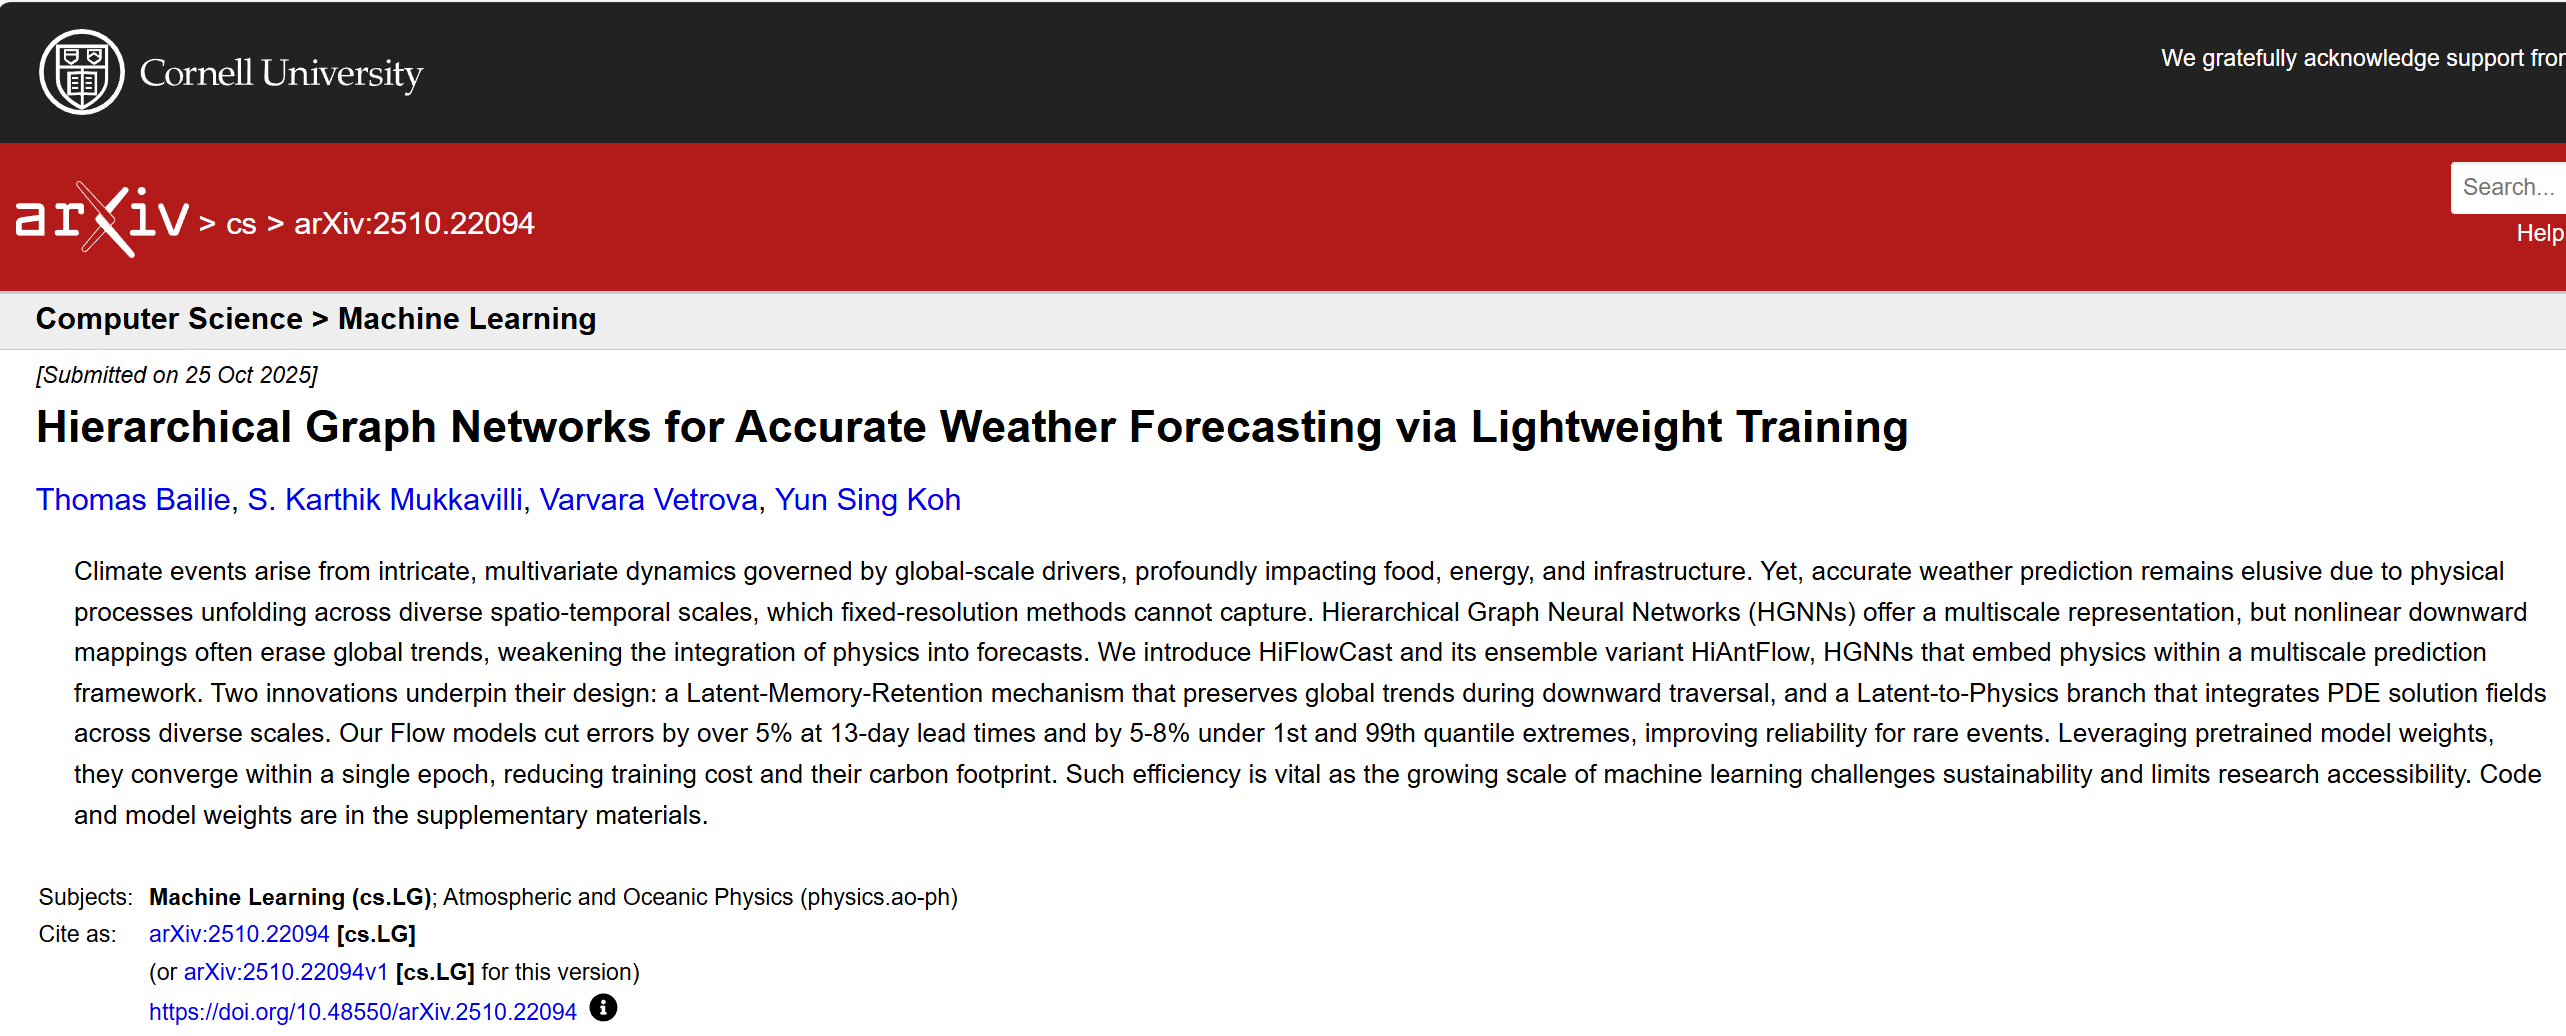 Cornell University
We gratefully acknowledge support from
arXiv > cs > arXiv:2510.22094
Search...
Help
Computer Science > Machine Learning
[Submitted on 25 Oct 2025]
Hierarchical Graph Networks for Accurate Weather Forecasting via Lightweight Training
Thomas Bailie, S. Karthik Mukkavilli, Varvara Vetrova, Yun Sing Koh
Climate events arise from intricate, multivariate dynamics governed by global-scale drivers, profoundly impacting food, energy, and infrastructure. Yet, accurate weather prediction remains elusive due to physical
processes unfolding across diverse spatio-temporal scales, which fixed-resolution methods cannot capture. Hierarchical Graph Neural Networks (HGNNs) offer a multiscale representation, but nonlinear downward
mappings often erase global trends, weakening the integration of physics into forecasts. We introduce HiFlowCast and its ensemble variant HiAntFlow, HGNNs that embed physics within a multiscale prediction
framework. Two innovations underpin their design: a Latent-Memory-Retention mechanism that preserves global trends during downward traversal, and a Latent-to-Physics branch that integrates PDE solution fields
across diverse scales. Our Flow models cut errors by over 5% at 13-day lead times and by 5-8% under 1st and 99th quantile extremes, improving reliability for rare events. Leveraging pretrained model weights,
they converge within a single epoch, reducing training cost and their carbon footprint. Such efficiency is vital as the growing scale of machine learning challenges sustainability and limits research accessibility. Code
and model weights are in the supplementary materials.
Subjects: Machine Learning (cs.LG); Atmospheric and Oceanic Physics (physics.ao-ph)
Cite as: arXiv:2510.22094 [cs.LG]
(or arXiv:2510.22094v1 [cs.LG] for this version)
https://doi.org/10.48550/arXiv.2510.22094